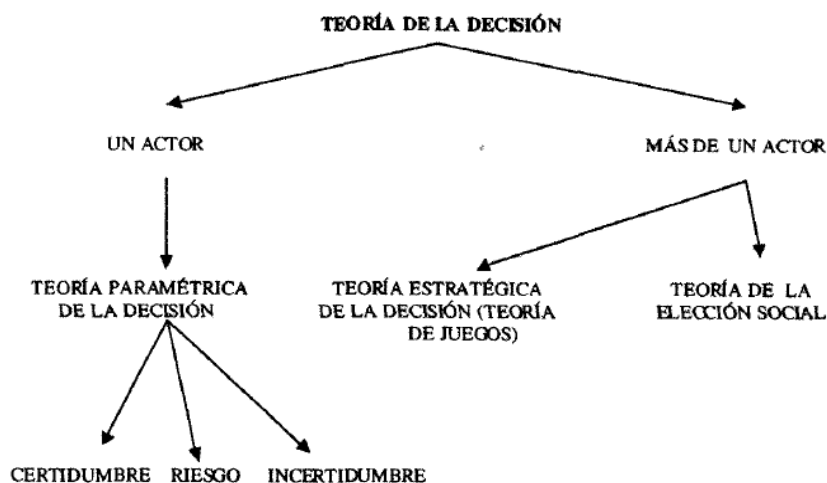 TEORÍA DE LA DECISIÓN
UN ACTOR
MÁS DE UN ACTOR
TEORÍA PARAMÉTRICA
DE LA DECISIÓN
TEORÍA ESTRATÉGICA
DE LA DECISIÓN (TEORÍA
DE JUEGOS)
TEORÍA DE LA
ELECCIÓN SOCIAL
CERTIDUMBRE
RIESGO
INCERTIDUMBRE